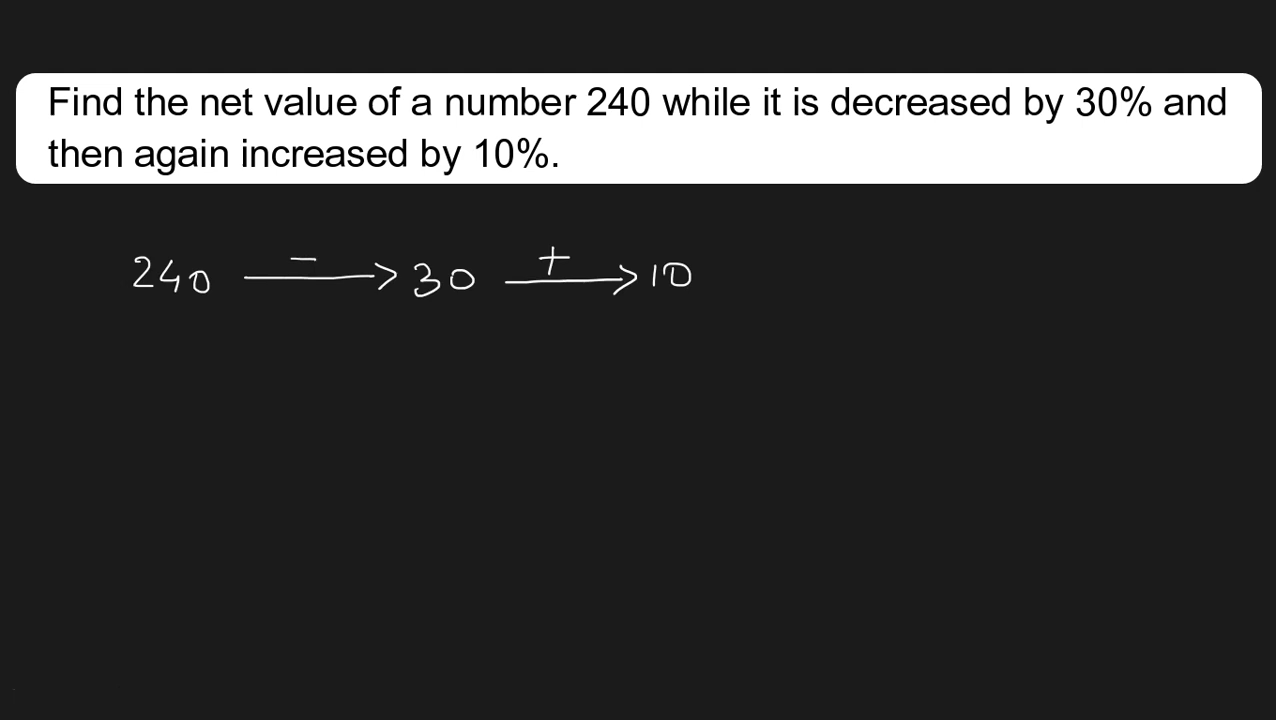 Find the net value of a number 240 while it is decreased by 30% and
then again increased by 10%.
240 —−→ 30 —+→ 10